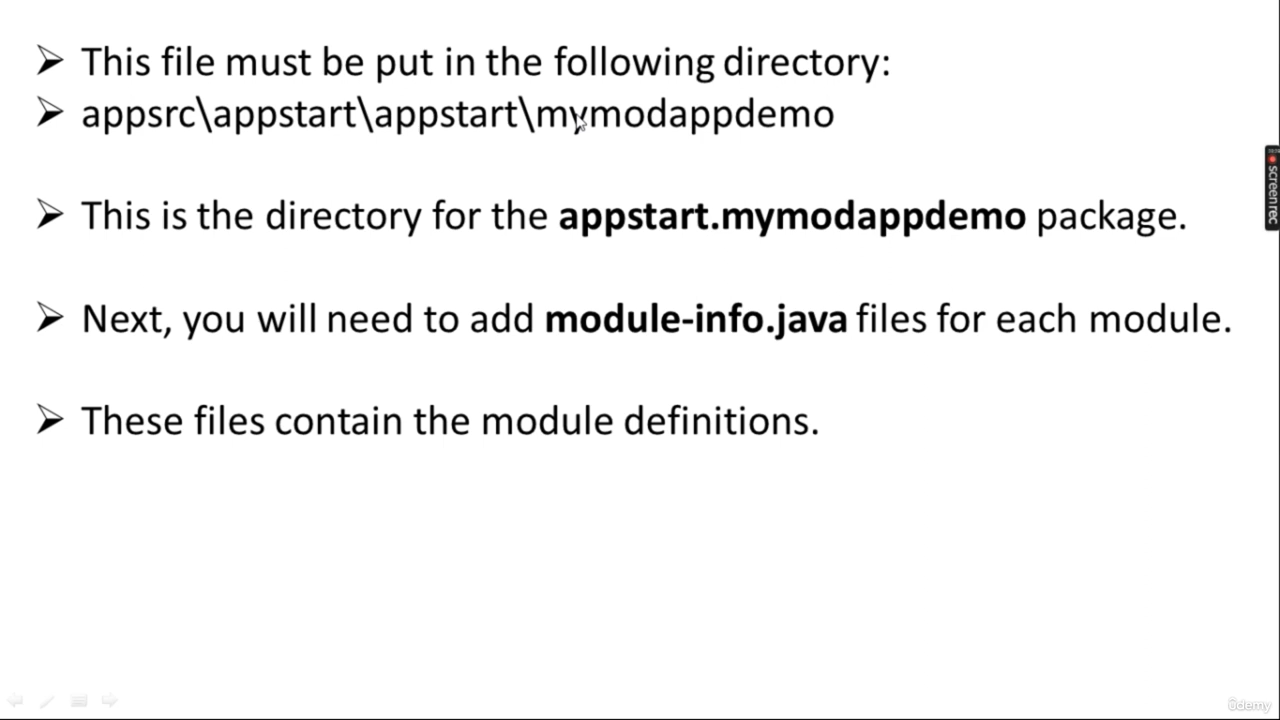 This file must be put in the following directory:
appsrc\appstart\appstart\mymodappdemo
This is the directory for the appstart.mymodappdemo package.
Next, you will need to add module-info.java files for each module.
These files contain the module definitions.
screenrec
ûdemy